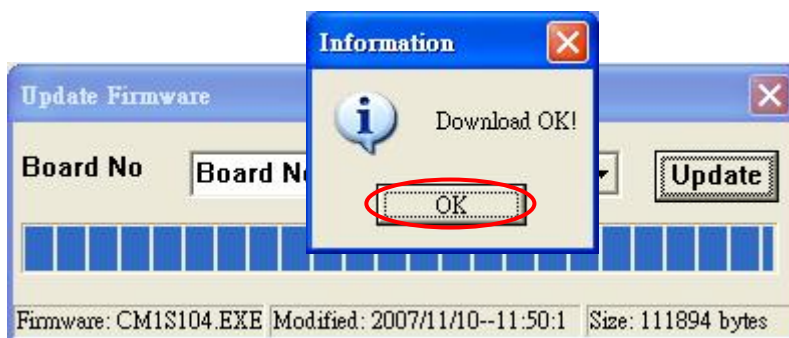 Information
Update Firmware
Download OK!
Board No
Board
Update
OK
Firmware: CM1S104.EXE Modified: 2007/11/10--11:50:1 Size: 111894 bytes